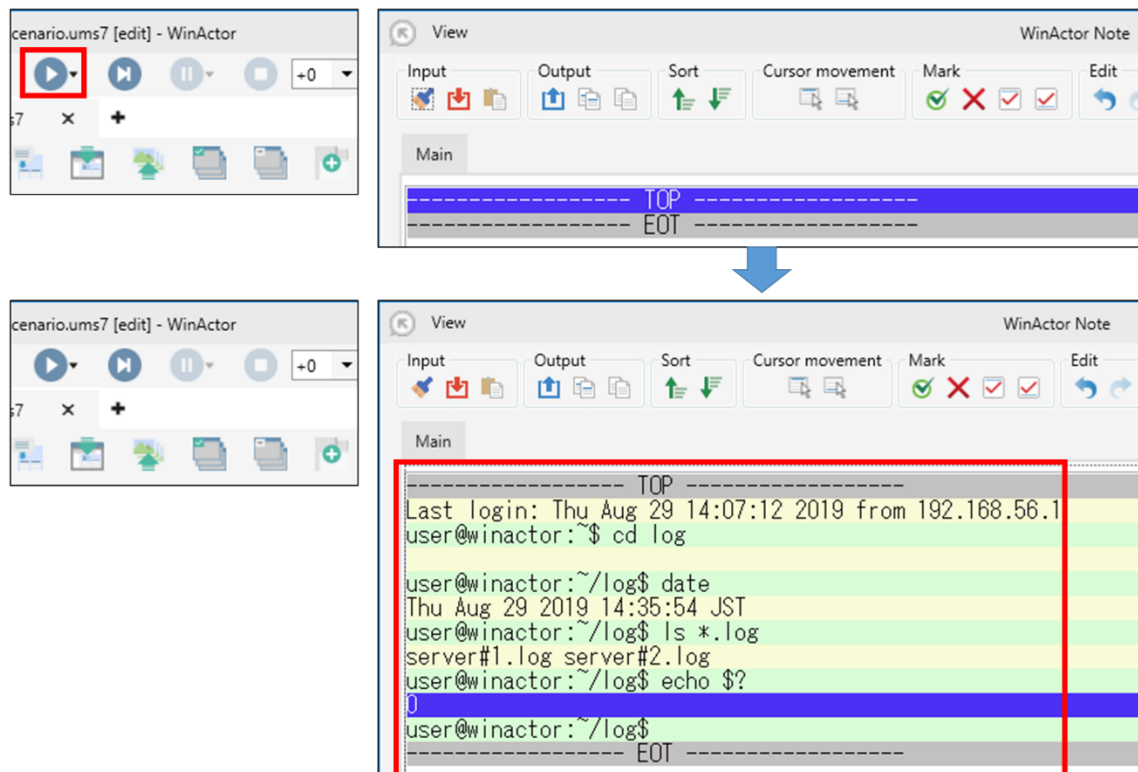 cenario.ums7 [edit] - WinActor
+0
s7
View
WinActor Note
Input Output Sort Cursor movement Mark Edit
Main
------------------ TOP ------------------
------------------ EOT ------------------
cenario.ums7 [edit] - WinActor
+0
s7
View
WinActor Note
Input Output Sort Cursor movement Mark Edit
Main
------------------ TOP ------------------
Last login: Thu Aug 29 14:07:12 2019 from 192.168.56.1
user@winactor:~$ cd log
user@winactor:~/log$ date
Thu Aug 29 2019 14:35:54 JST
user@winactor:~/log$ ls *.log
server#1.log server#2.log
user@winactor:~/log$ echo $?
0
user@winactor:~/log$
------------------ EOT ------------------